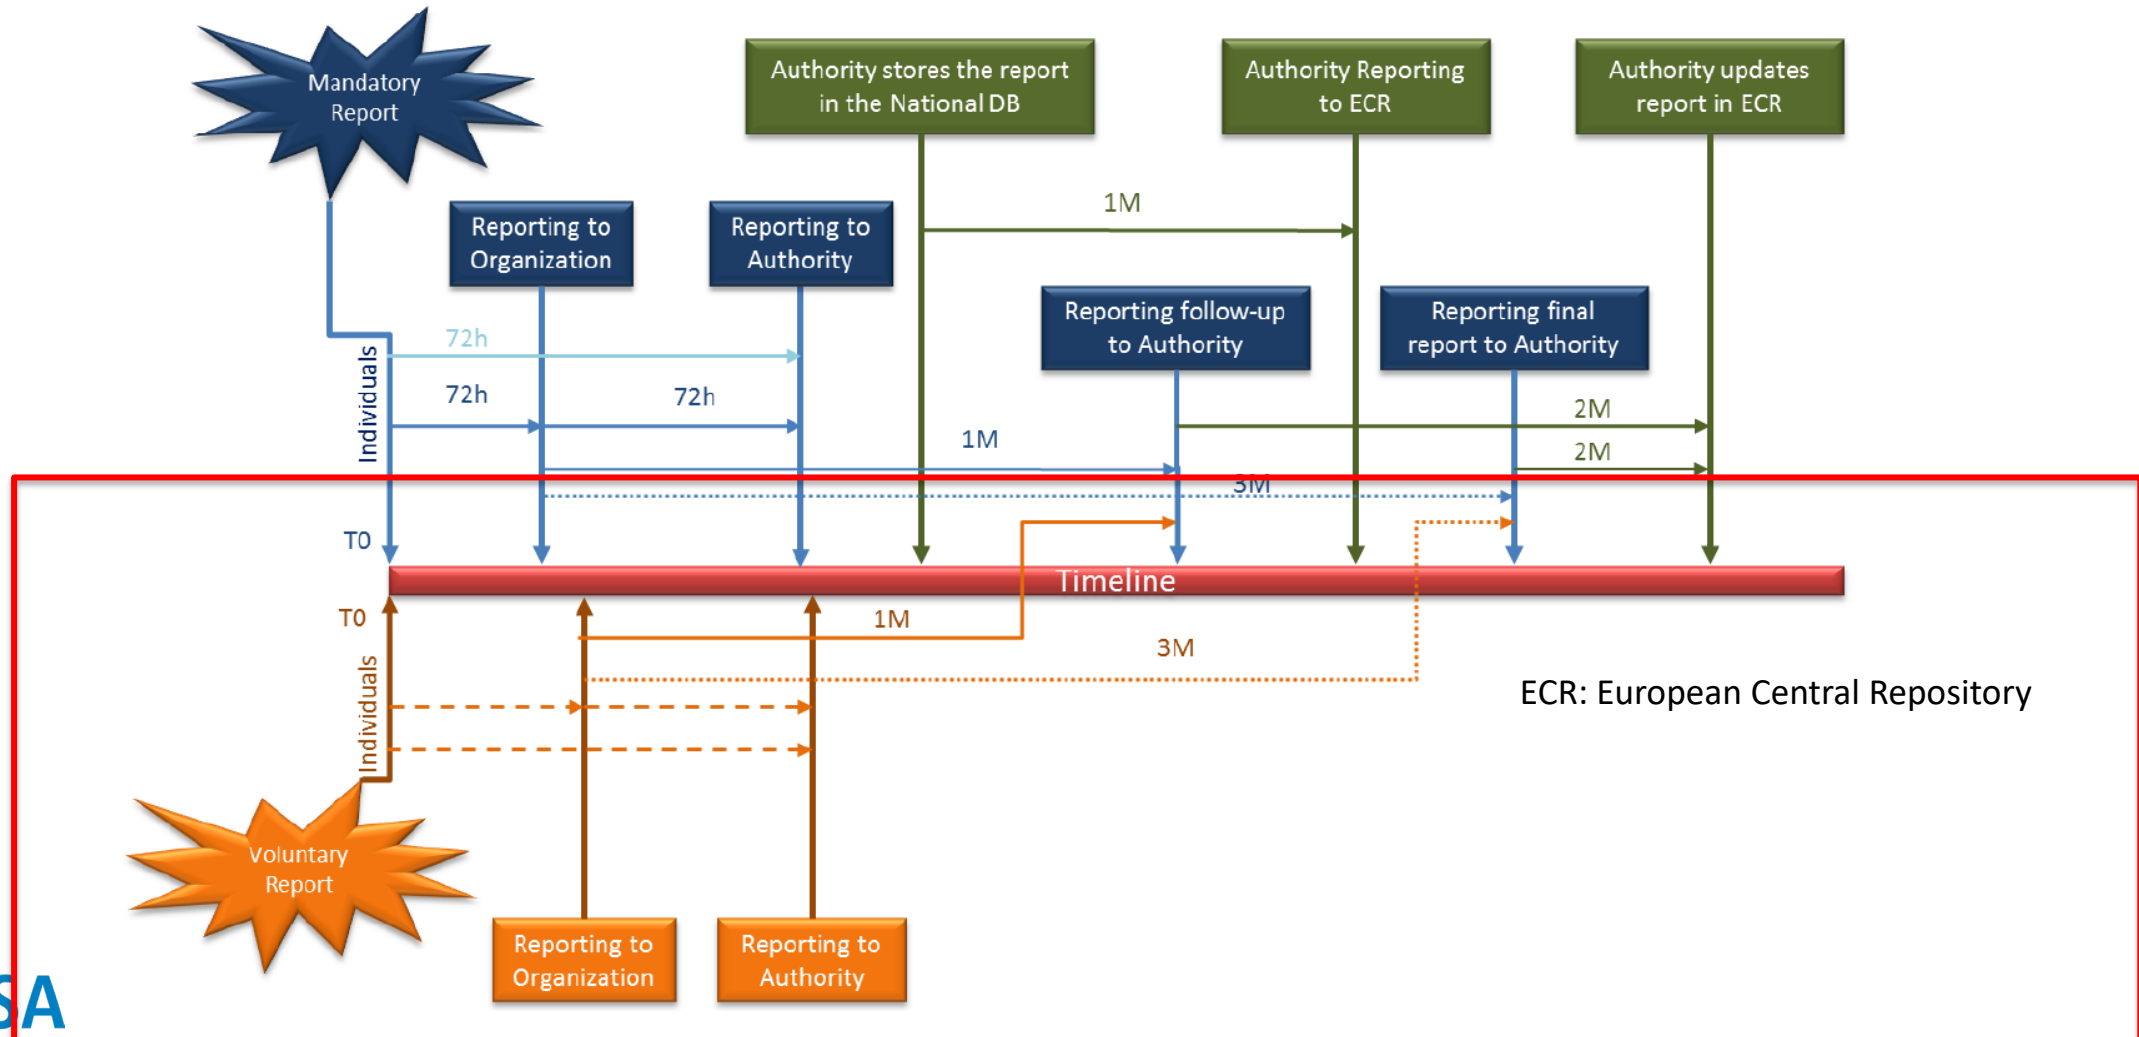 Mandatory
Report
Authority stores the report
in the National DB
Authority Reporting
to ECR
Authority updates
report in ECR
1M
Reporting to
Organization
Reporting to
Authority
Reporting follow-up
to Authority
Reporting final
report to Authority
72h
Individuals
72h
72h
1M
2M
2M
3M
T0
Timeline
T0
1M
3M
Individuals
ECR: European Central Repository
Voluntary
Report
Reporting to
Organization
Reporting to
Authority
SA